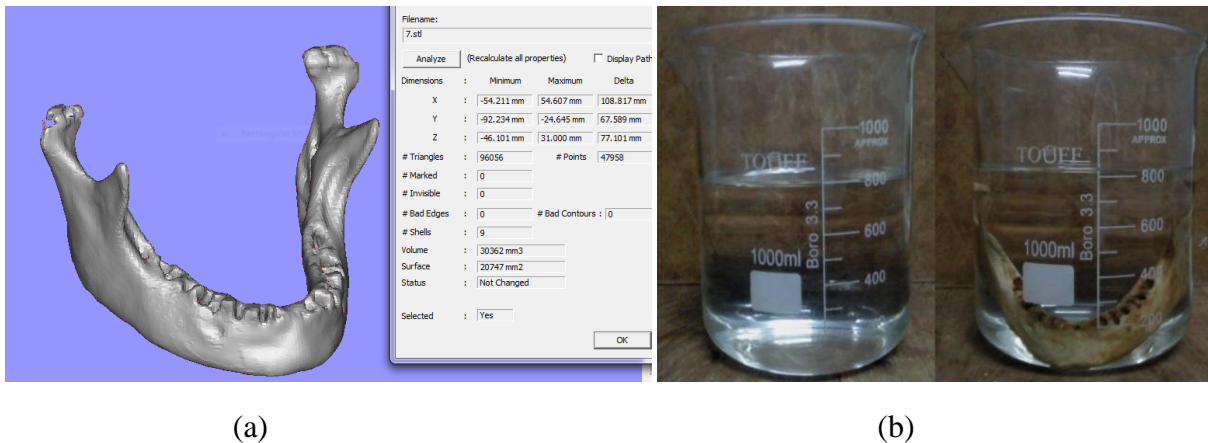 Filename:
7.stl
Analyze (Recalculate all properties) Display Path
Dimensions : Minimum Maximum Delta
X : -54.211 mm 54.607 mm 108.817 mm
Y : -92.234 mm -24.645 mm 67.589 mm
Z : -46.101 mm 31.000 mm 77.101 mm
# Triangles : 96056 # Points 47958
# Marked : 0
# Invisible : 0
# Bad Edges : 0 # Bad Contours : 0
# Shells : 9
Volume : 30362 mm3
Surface : 20747 mm2
Status : Not Changed
Selected : Yes
OK
1000
APPROX
TOUFF
800
600
Boro 3.3
1000ml
400
1000
APPROX
TOUFF
800
600
Boro 3.3
1000ml
400
200
(a) (b)